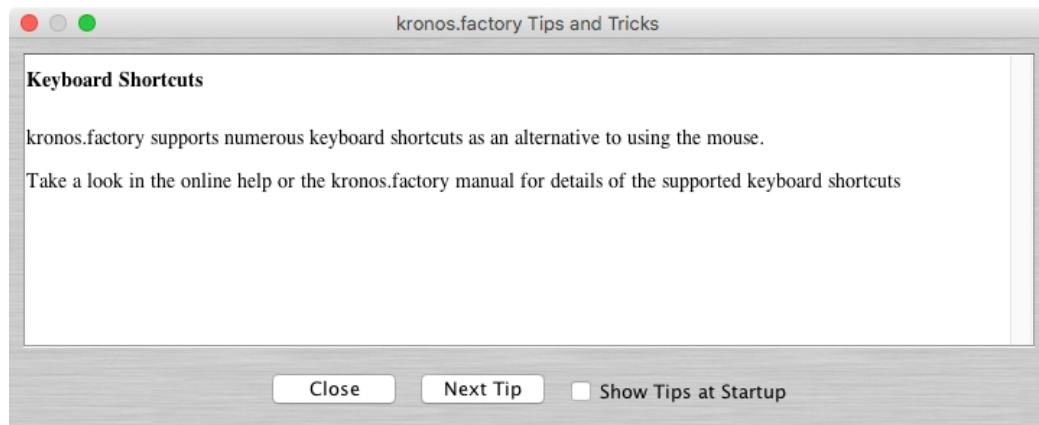 kronos.factory Tips and Tricks
Keyboard Shortcuts
kronos.factory supports numerous keyboard shortcuts as an alternative to using the mouse.
Take a look in the online help or the kronos.factory manual for details of the supported keyboard shortcuts
Close Next Tip Show Tips at Startup